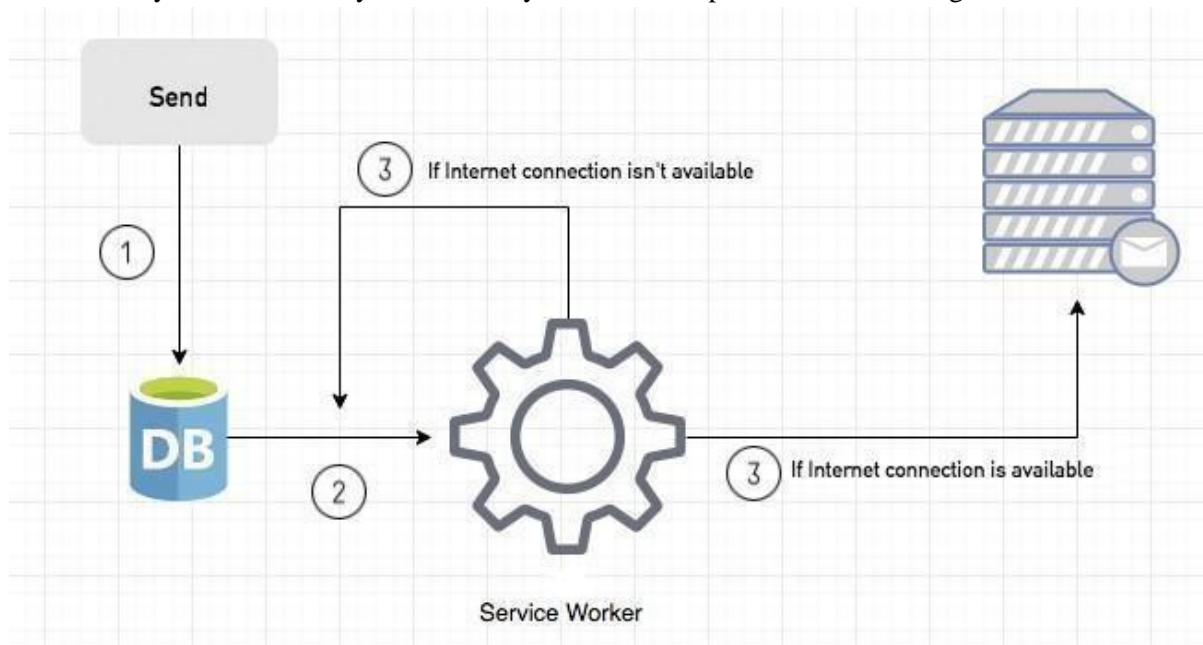 Send
3 If Internet connection isn't available
1
DB
2
3 If Internet connection is available
Service Worker